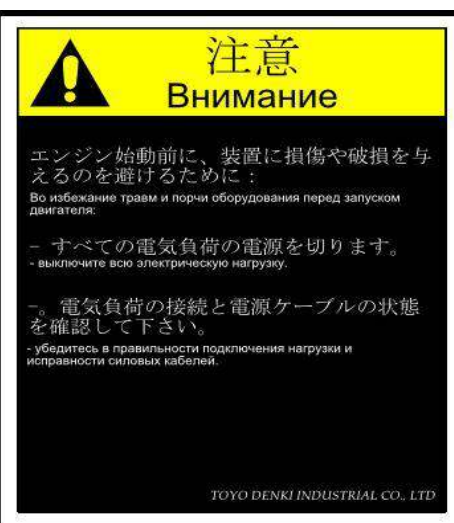 注意
Внимание
エンジン始動前に、装置に損傷や破損を与
えるのを避けるために：
Во избежание травм и порчи оборудования перед запуском
двигателя:
- すべての電気負荷の電源を切ります。
- выключите всю электрическую нагрузку.
-。電気負荷の接続と電源ケーブルの状態
を確認して下さい。
- убедитесь в правильности подключения нагрузки и
исправности силовых кабелей.
TOYO DENKI INDUSTRIAL CO., LTD